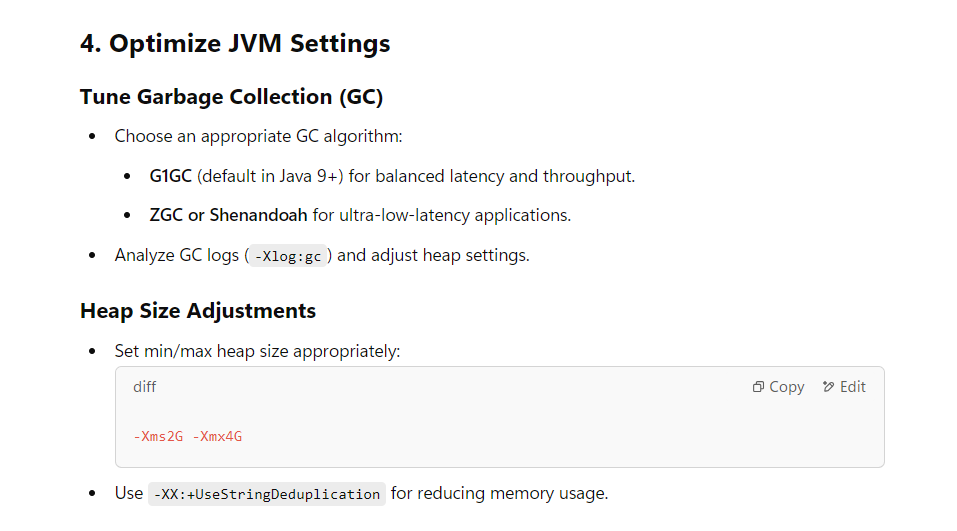 4. Optimize JVM Settings
Tune Garbage Collection (GC)
Choose an appropriate GC algorithm:
G1GC (default in Java 9+) for balanced latency and throughput.
ZGC or Shenandoah for ultra-low-latency applications.
Analyze GC logs (-Xlog:gc) and adjust heap settings.
Heap Size Adjustments
Set min/max heap size appropriately:
diff Copy Edit
-Xms2G -Xmx4G
Use -XX:+UseStringDeduplication for reducing memory usage.